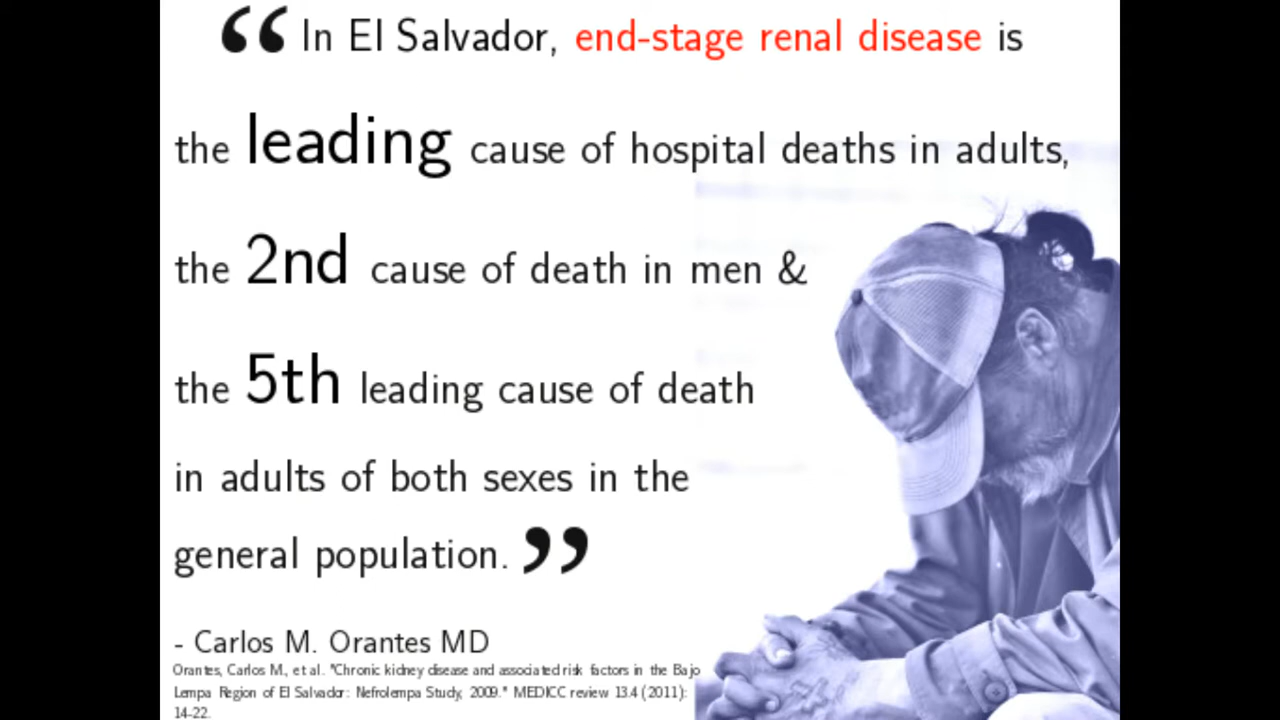 “ In El Salvador, end-stage renal disease is
the leading cause of hospital deaths in adults,
the 2nd cause of death in men &
the 5th leading cause of death
in adults of both sexes in the
general population. ”
- Carlos M. Orantes MD
Orantes, Carlos M., et al. "Chronic kidney disease and associated risk factors in the Bajo
Lempa Region of El Salvador: Nefrolempa Study, 2009." MEDICC review 13.4 (2011):
14-22.